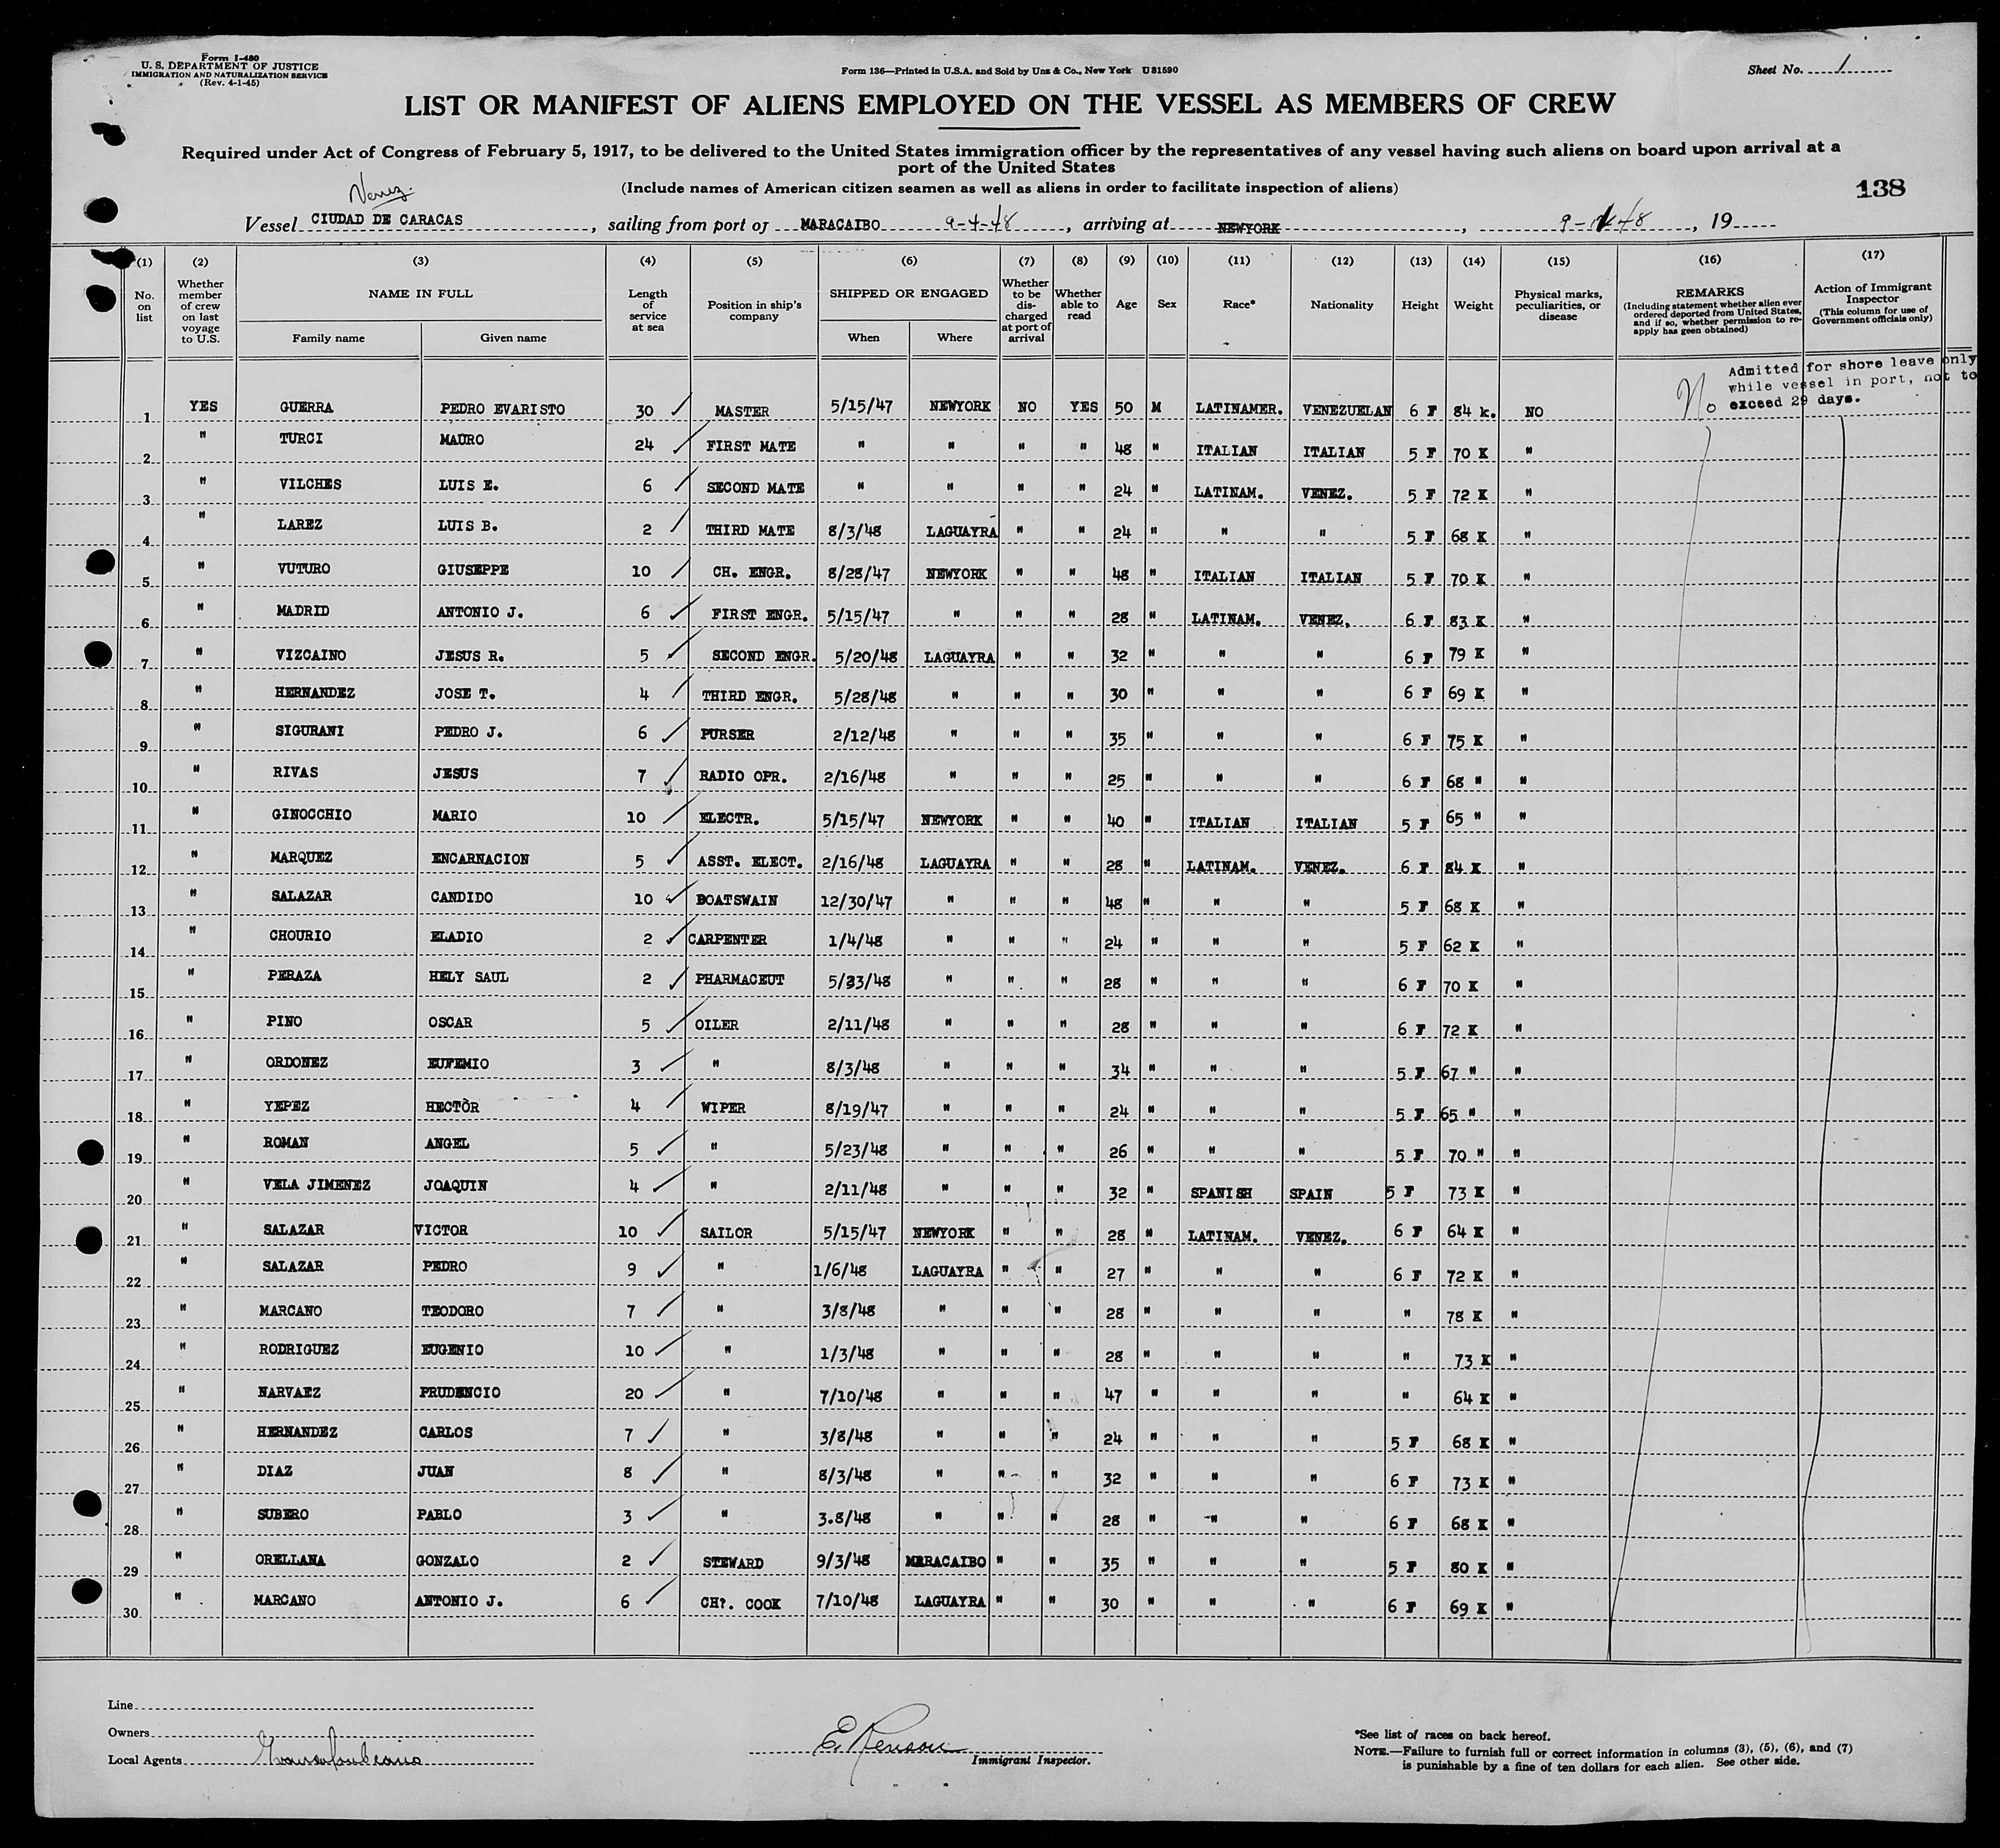 Form I-480
U. S. DEPARTMENT OF JUSTICE
IMMIGRATION AND NATURALIZATION SERVICE
(Rev. 4-1-45)
Form 136—Printed in U.S.A. and Sold by Unz & Co., New York U 81590
Sheet No. 1
LIST OR MANIFEST OF ALIENS EMPLOYED ON THE VESSEL AS MEMBERS OF CREW
Required under Act of Congress of February 5, 1917, to be delivered to the United States immigration officer by the representatives of any vessel having such aliens on board upon arrival at a
port of the United States
(Include names of American citizen seamen as well as aliens in order to facilitate inspection of aliens)
138
Venez.
Vessel CIUDAD DE CARACAS, sailing from port of MARACAIBO 9-4-48, arriving at NEWYORK, 19
(1) No. on list
(2) Whether member of crew on last voyage to U.S.
(3) NAME IN FULL Family name Given name
(4) Length of service at sea
(5) Position in ship's company
(6) SHIPPED OR ENGAGED When Where
(7) Whether to be discharged at port of arrival
(8) Whether able to read
(9) Age
(10) Sex
(11) Race*
(12) Nationality
(13) Height
(14) Weight
(15) Physical marks, peculiarities, or disease
(16) REMARKS (Including statement whether alien ever ordered deported from United States, and if so, whether permission to re-apply has geen obtained)
(17) Action of Immigrant Inspector (This column for use of Government officials only)
No Admitted for shore leave only
while vessel in port, not to
exceed 29 days.
1 YES GUERRA PEDRO EVARISTO 30 MASTER 5/15/47 NEWYORK NO YES 50 M LATINAMER. VENEZUELAN 6 F 84 k. NO
2 " TURCI MAURO 24 FIRST MATE " " " " 48 " ITALIAN ITALIAN 5 F 70 K "
3 " VILCHES LUIS E. 6 SECOND MATE " " " " 24 " LATINAM. VENEZ. 5 F 72 K "
4 " LAREZ LUIS B. 2 THIRD MATE 8/3/48 LAGUAYRA " " 24 " " " 5 F 68 K "
5 " VUTURO GIUSEPPE 10 CH. ENGR. 8/28/47 NEWYORK " " 48 " ITALIAN ITALIAN 5 F 70 K "
6 " MADRID ANTONIO J. 6 FIRST ENGR. 5/15/47 " " " 28 " LATINAM. VENEZ. 6 F 83 K "
7 " VIZCAINO JESUS R. 5 SECOND ENGR. 5/20/48 LAGUAYRA " " 32 " " " 6 F 79 K "
8 " HERNANDEZ JOSE T. 4 THIRD ENGR. 5/28/48 " " " 30 " " " 6 F 69 K "
9 " SIGURANI PEDRO J. 6 PURSER 2/12/48 " " " 35 " " " 6 F 75 K "
10 " RIVAS JESUS 7 RADIO OPR. 2/16/48 " " " 25 " " " 6 F 68 " "
11 " GINOCCHIO MARIO 10 ELECTR. 5/15/47 NEWYORK " " 40 " ITALIAN ITALIAN 5 F 65 " "
12 " MARQUEZ ENCARNACION 5 ASST. ELECT. 2/16/48 LAGUAYRA " " 28 " LATINAM. VENEZ. 6 F 84 K "
13 " SALAZAR CANDIDO 10 BOATSWAIN 12/30/47 " " " 48 " " " 5 F 68 K "
14 " CHOURIO ELADIO 2 CARPENTER 1/4/48 " " " 24 " " " 5 F 62 K "
15 " PERAZA HELY SAUL 2 PHARMACEUT 5/23/48 " " " 28 " " " 6 F 70 K "
16 " PINO OSCAR 5 OILER 2/11/48 " " " 28 " " " 6 F 72 K "
17 " ORDONEZ EUFEMIO 3 " 8/3/48 " " " 34 " " " 5 F 67 " "
18 " YEPEZ HECTOR 4 WIPER 8/19/47 " " " 24 " " " 5 F 65 " "
19 " ROMAN ANGEL 5 " 5/23/48 " " " 26 " " " 5 F 70 " "
20 " VELA JIMENEZ JOAQUIN 4 " 2/11/48 " " " 32 " SPANISH SPAIN 5 F 73 K "
21 " SALAZAR VICTOR 10 SAILOR 5/15/47 NEWYORK " " 28 " LATINAM. VENEZ. 6 F 64 K "
22 " SALAZAR PEDRO 9 " 1/6/48 LAGUAYRA " " 27 " " " 6 F 72 K "
23 " MARCANO TEODORO 7 " 3/8/48 " " " 28 " " " " 78 K "
24 " RODRIGUEZ EUGENIO 10 " 1/3/48 " " " 28 " " " " 73 K "
25 " NARVAEZ PRUDENCIO 20 " 7/10/48 " " " 47 " " " " 64 K "
26 " HERNANDEZ CARLOS 7 " 3/8/48 " " " 24 " " " 5 F 68 K "
27 " DIAZ JUAN 8 " 8/3/48 " " " 32 " " " 6 F 73 K "
28 " SUBERO PABLO 3 " 3.8/48 " " " 28 " " " 6 F 68 K "
29 " ORELLANA GONZALO 2 STEWARD 9/3/48 MARACAIBO " " 35 " " " 5 F 80 K "
30 " MARCANO ANTONIO J. 6 CH?. COOK 7/10/48 LAGUAYRA " " 30 " " " 6 F 69 K "
Line
Owners
Local Agents
E. Renson
Immigrant Inspector.
*See list of races on back hereof.
NOTE.—Failure to furnish full or correct information in columns (3), (5), (6), and (7)
is punishable by a fine of ten dollars for each alien. See other side.